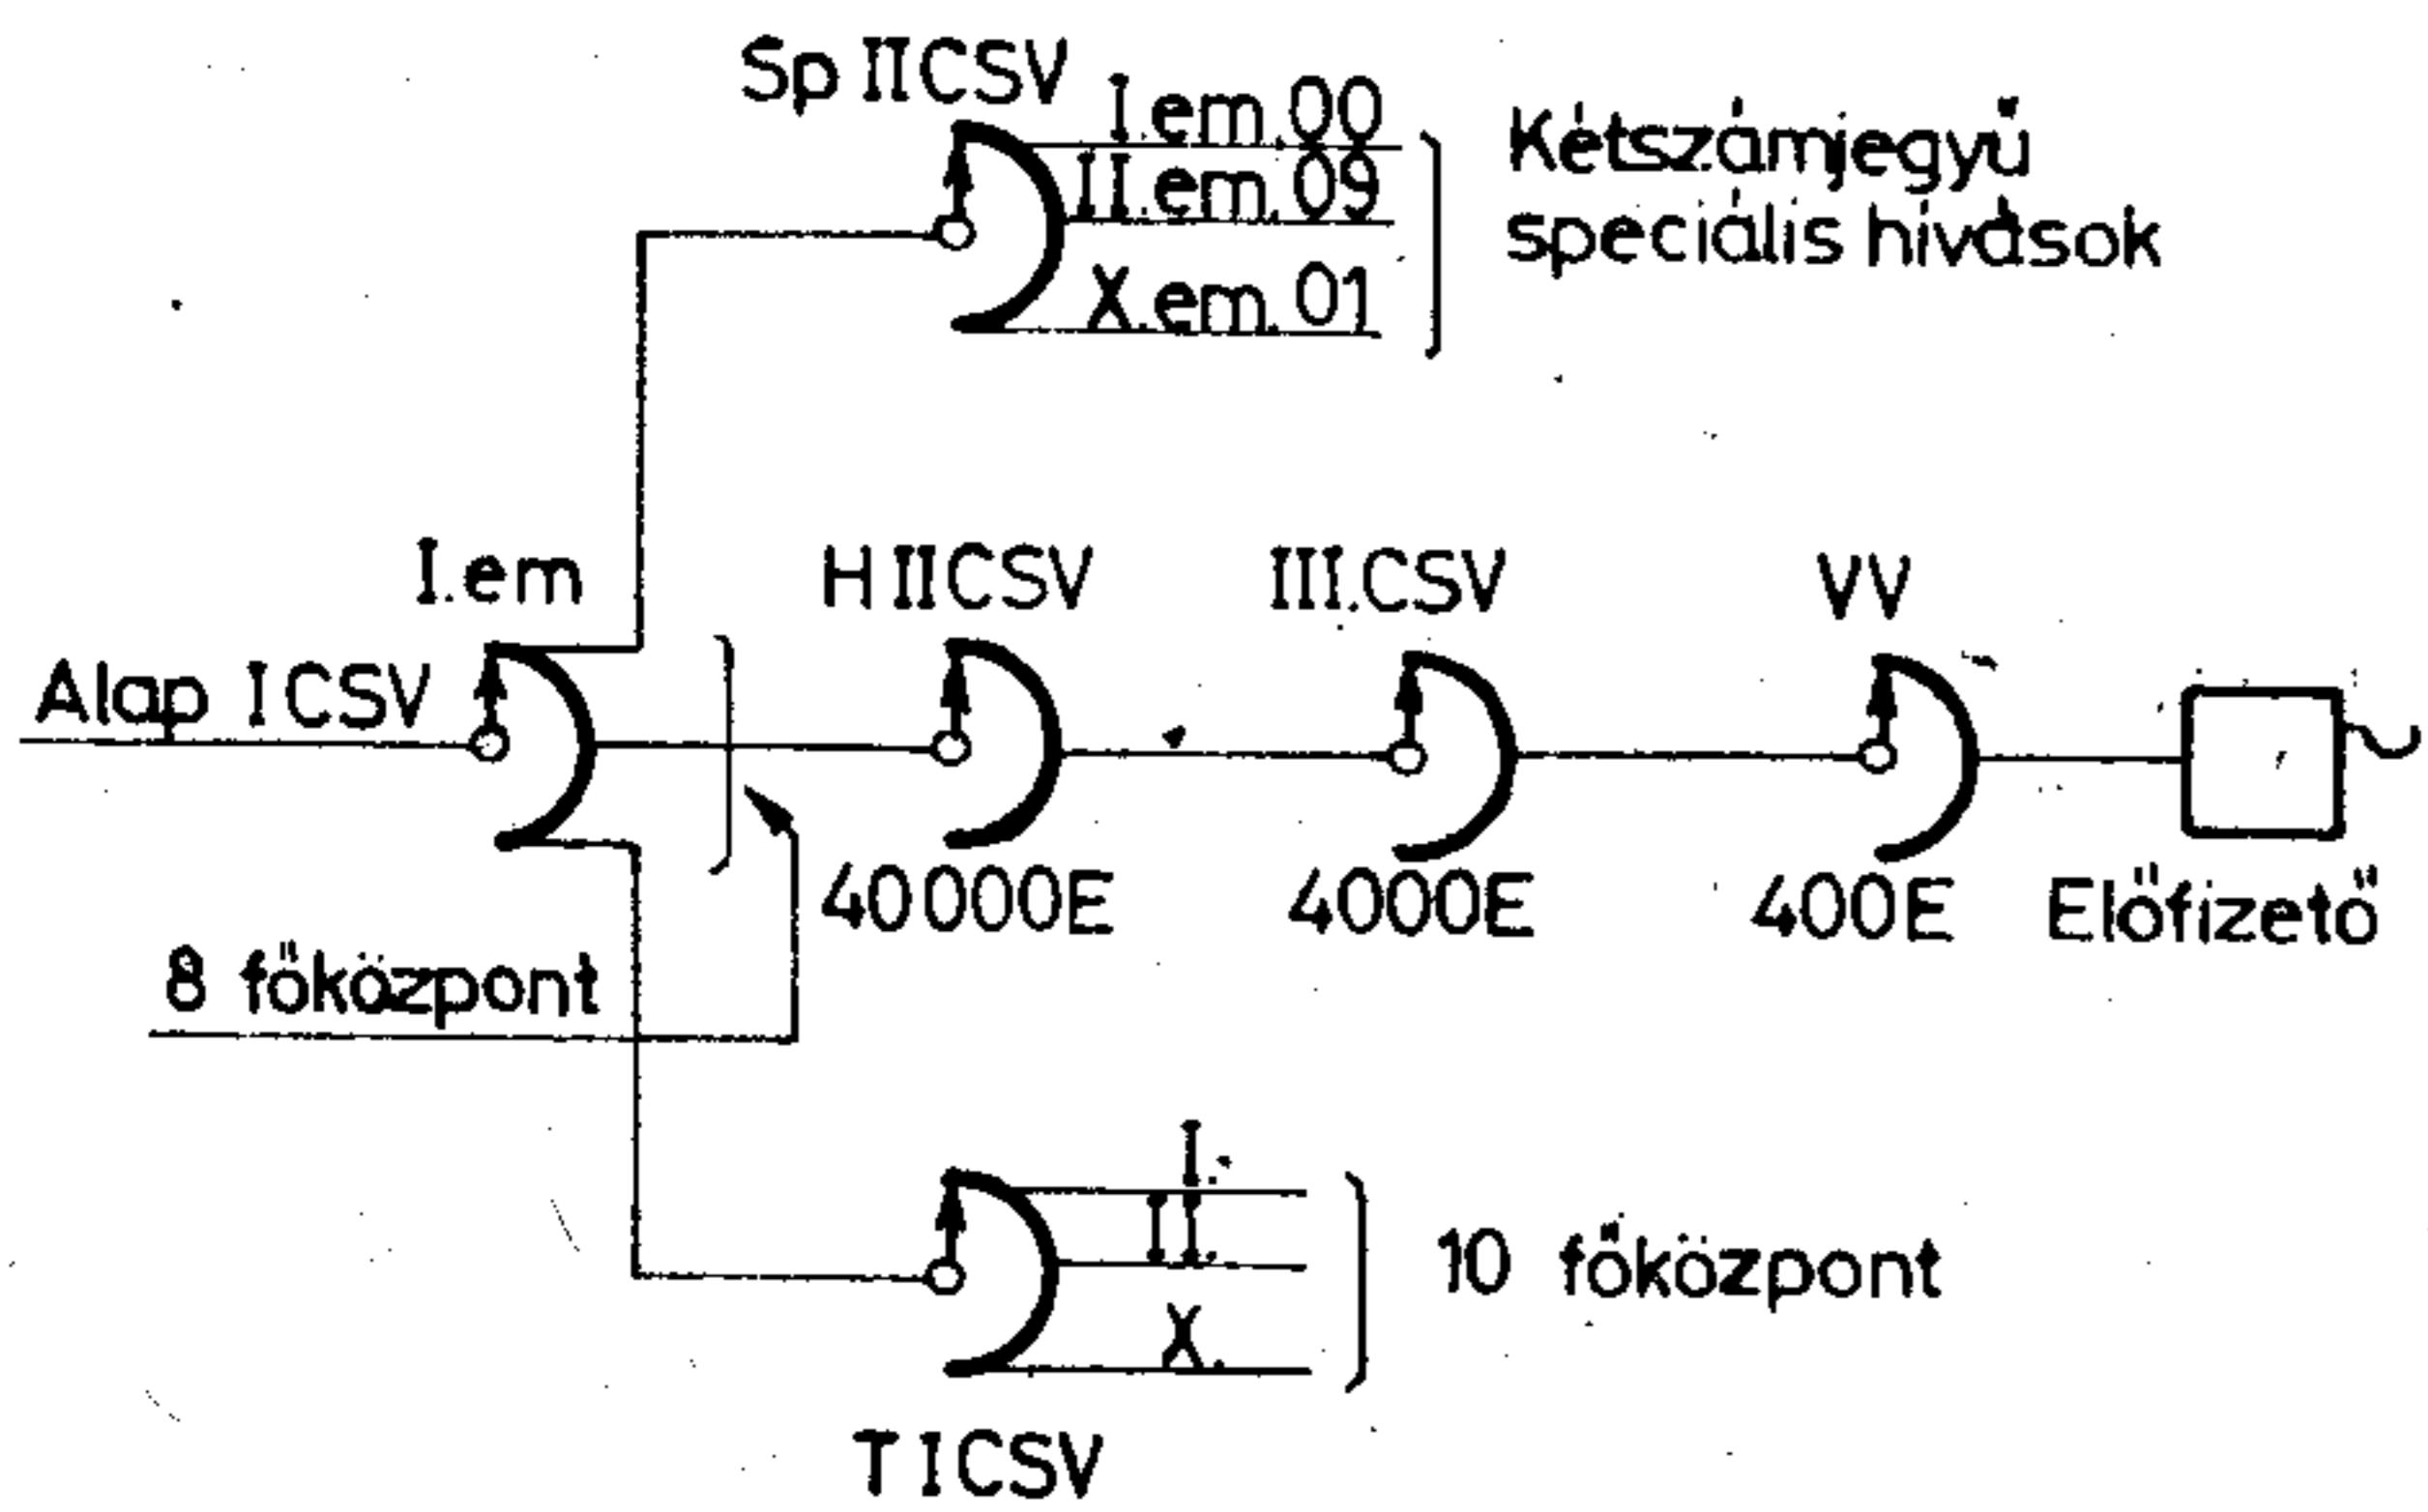 Sp IICSV
I.em.00
II.em.09
X.em.01
Kétszámjegyű
speciális hívások
I.em
Alap ICSV
H IICSV
III.CSV
VV
40000E
4000E
400E
Előfizető
8 főközpont
I.
II.
X.
10 főközpont
TICSV